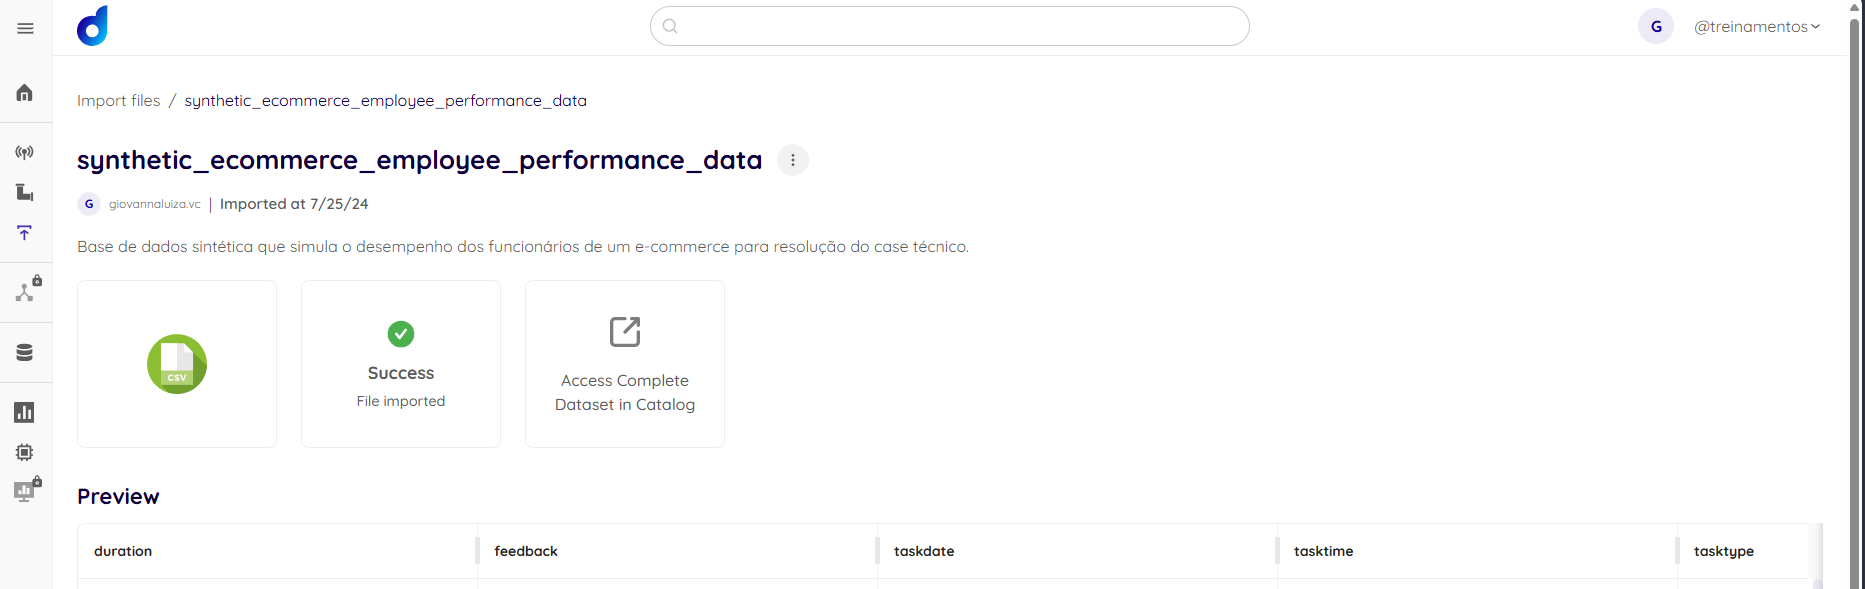 G @treinamentos
Import files / synthetic_ecommerce_employee_performance_data
synthetic_ecommerce_employee_performance_data
G giovannaluiza.vc | Imported at 7/25/24
Base de dados sintética que simula o desempenho dos funcionários de um e-commerce para resolução do case técnico.
CSV
Success
File imported
Access Complete
Dataset in Catalog
Preview
duration feedback taskdate tasktime tasktype